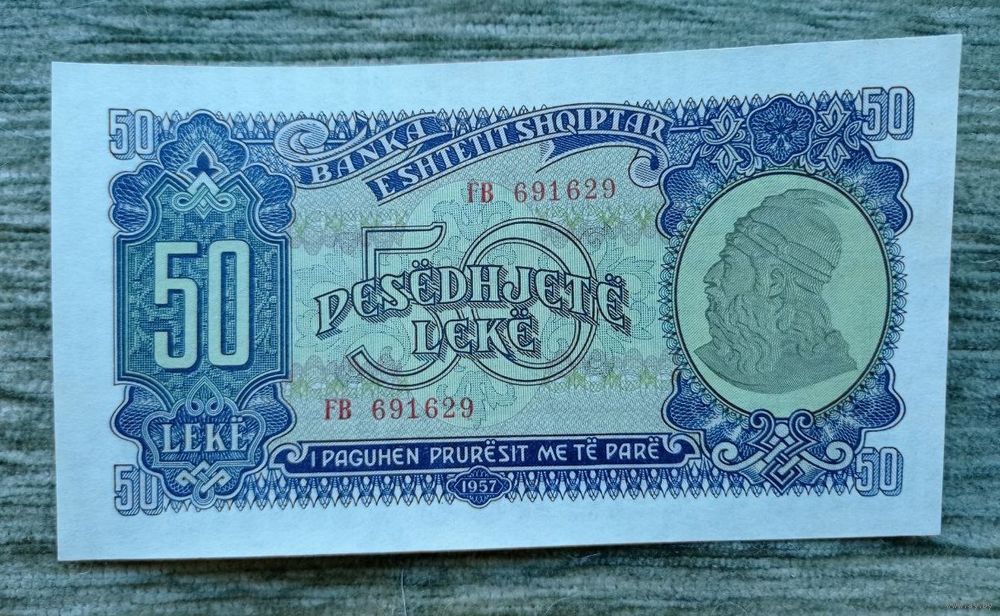 50
50
BANKA
E SHTETIT SHQIPTAR
FB 691629
50
50
PESËDHJETË
LEKË
FB 691629
LEKË
I PAGUHEN PRURËSIT ME TË PARË
50
1957
50